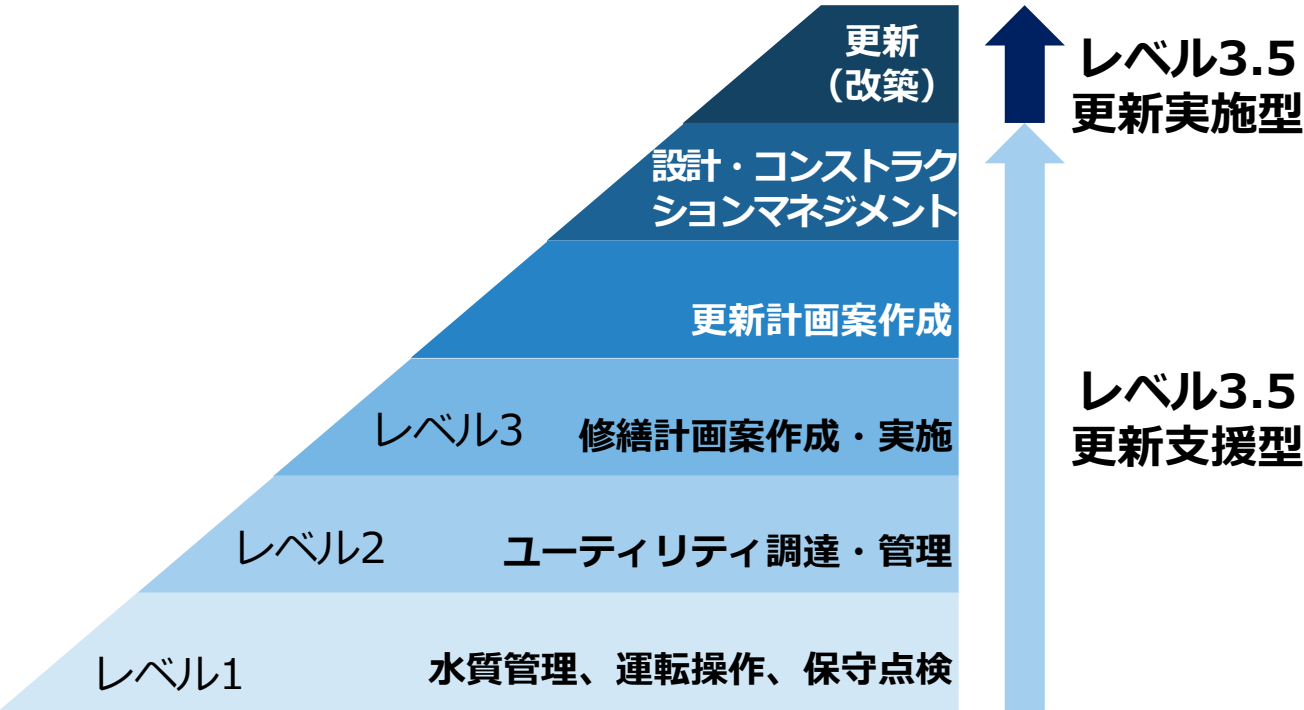 更新
（改築）
レベル3.5
更新実施型
設計・コンストラク
ションマネジメント
更新計画案作成
レベル3
修繕計画案作成・実施
レベル3.5
更新支援型
レベル2
ユーティリティ調達・管理
レベル1
水質管理、運転操作、保守点検